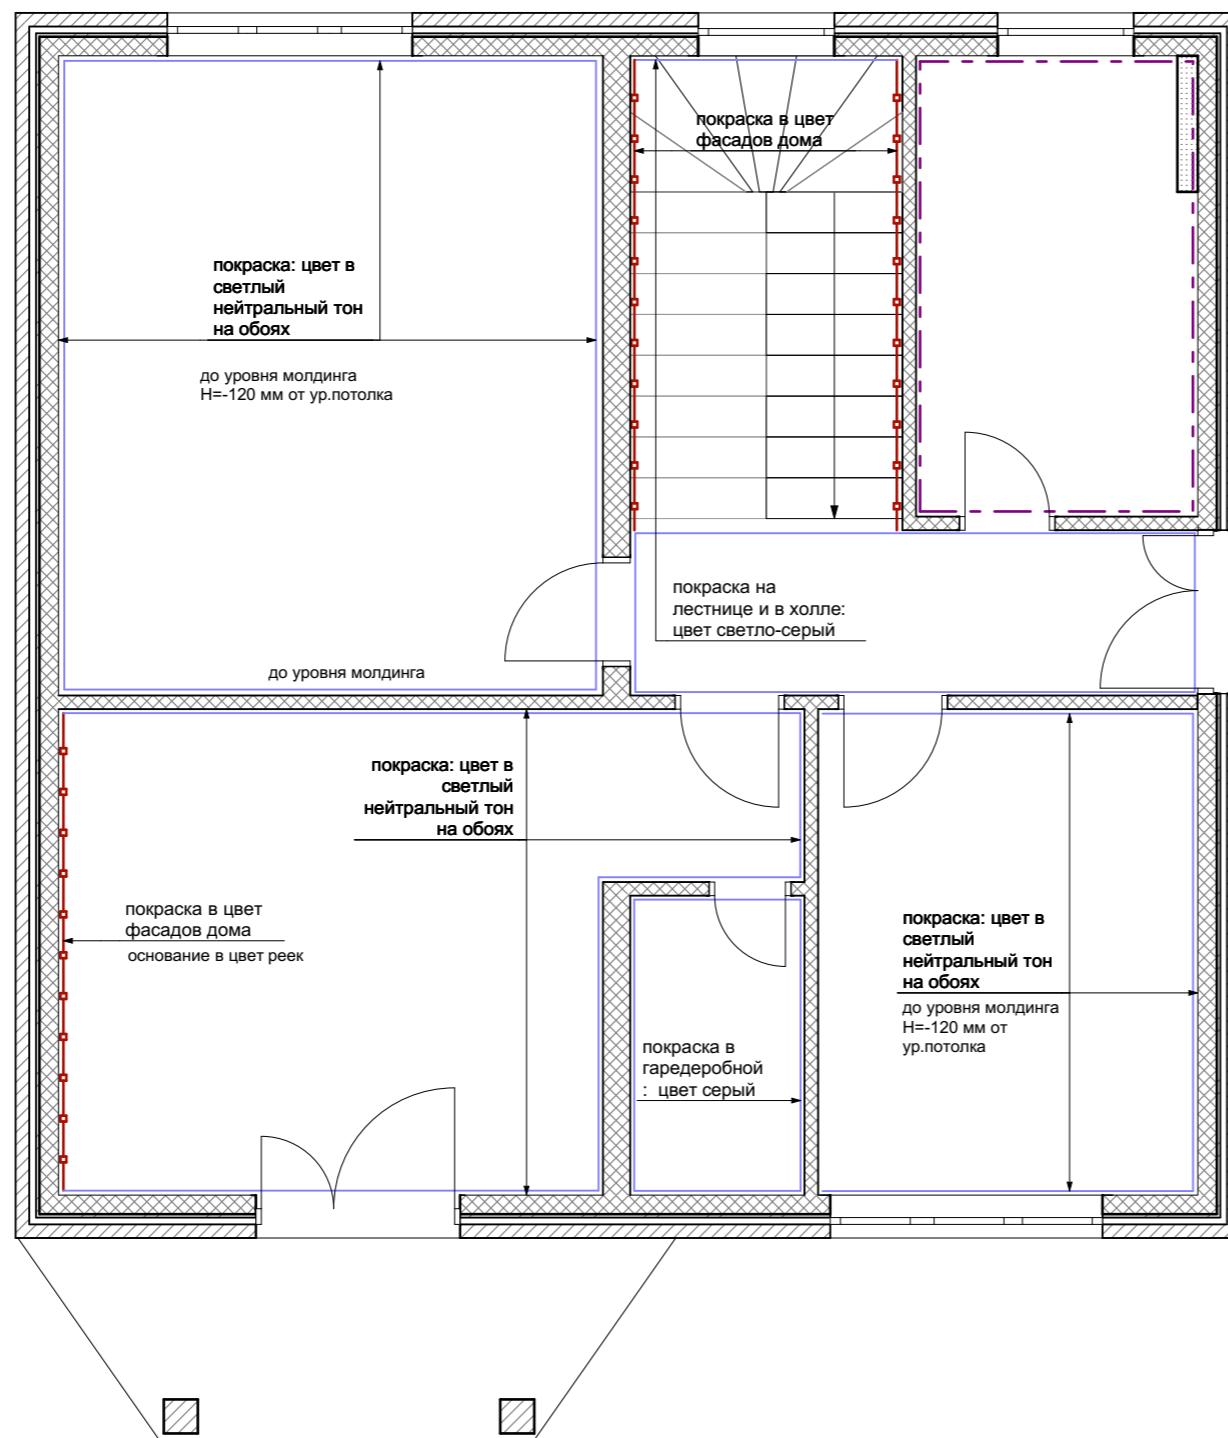 покраска в цвет
фасадов дома
покраска: цвет в
светлый
нейтральный тон
на обоях
до уровня молдинга
H=-120 мм от ур.потолка
покраска на
лестнице и в холле:
цвет светло-серый
до уровня молдинга
покраска: цвет в
светлый
нейтральный тон
на обоях
покраска в цвет
фасадов дома
основание в цвет реек
покраска: цвет в
светлый
нейтральный тон
на обоях
до уровня молдинга
H=-120 мм от
ур.потолка
покраска в
гаредеробной
: цвет серый